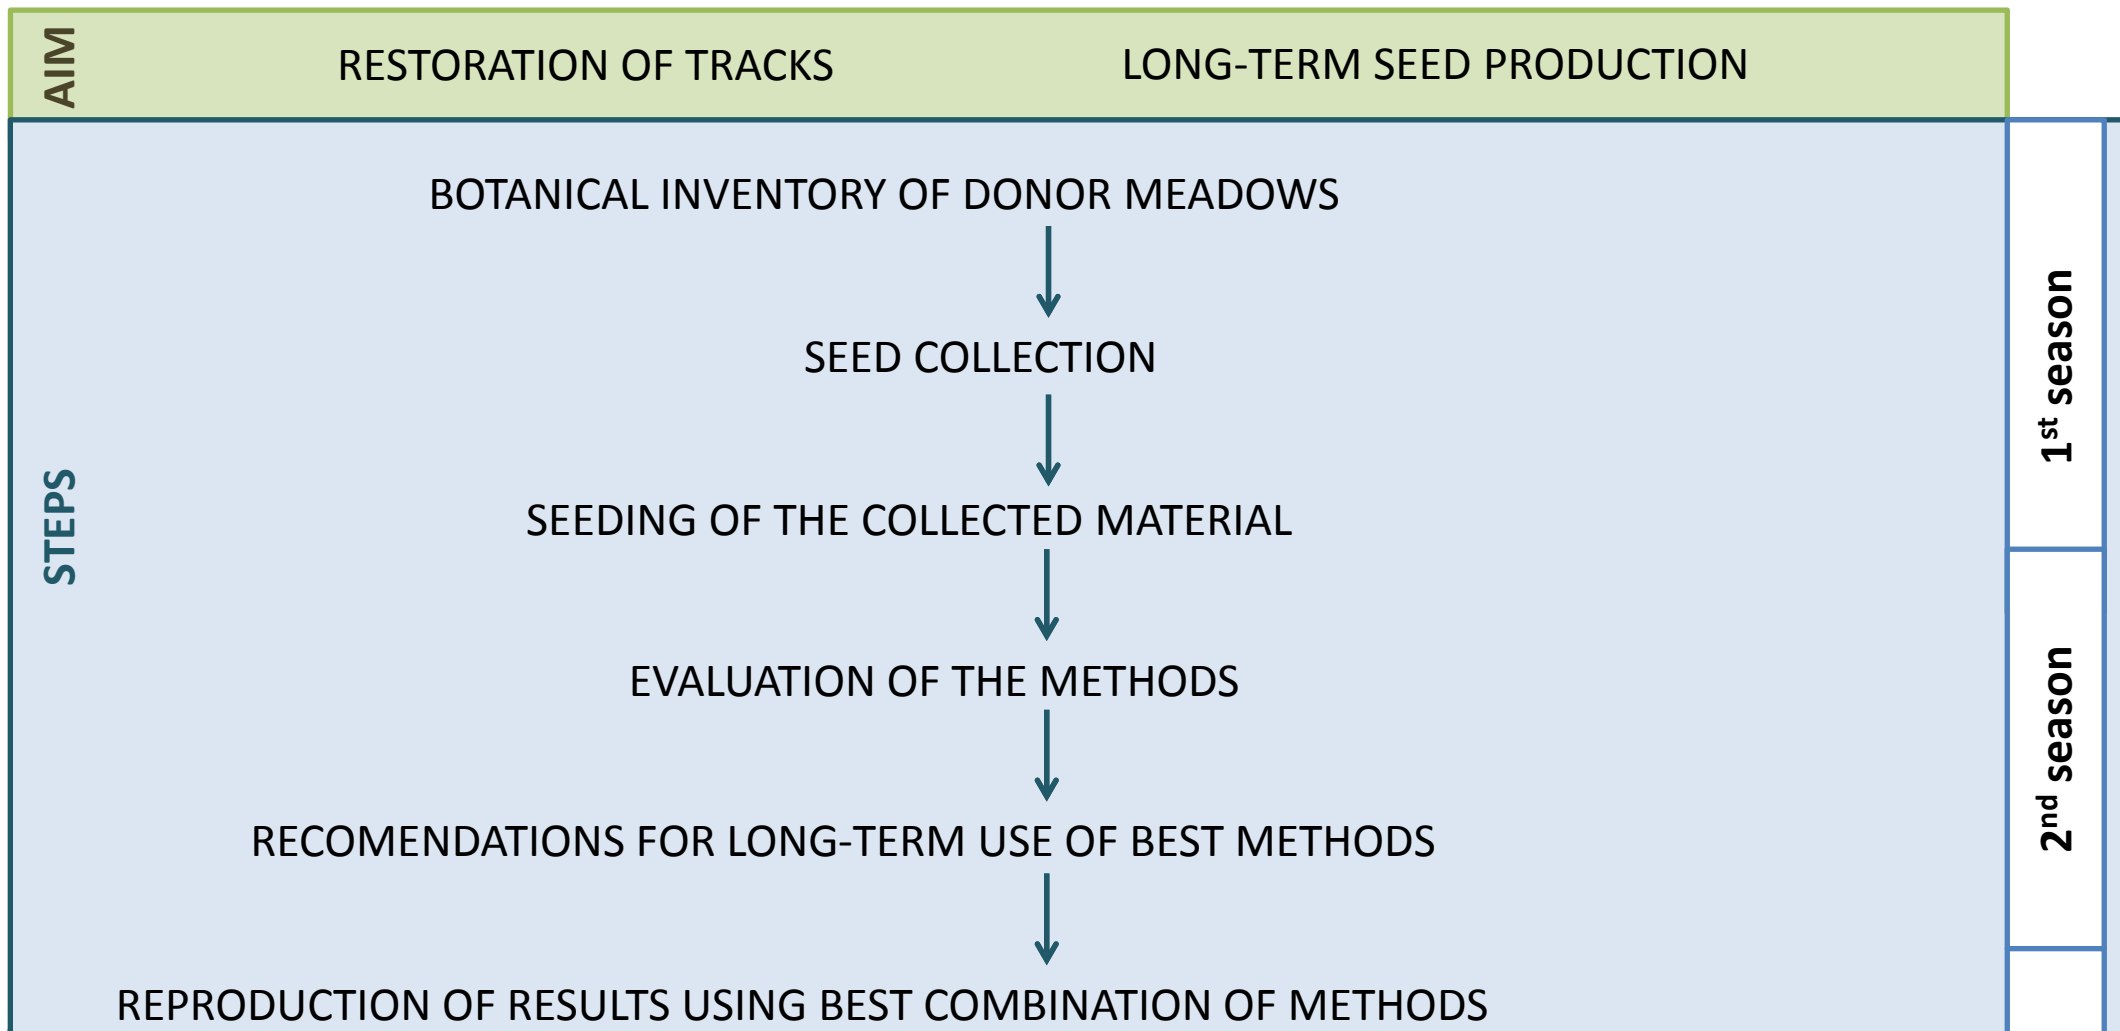 AIM
RESTORATION OF TRACKS
LONG-TERM SEED PRODUCTION
STEPS
BOTANICAL INVENTORY OF DONOR MEADOWS
SEED COLLECTION
SEEDING OF THE COLLECTED MATERIAL
EVALUATION OF THE METHODS
RECOMENDATIONS FOR LONG-TERM USE OF BEST METHODS
REPRODUCTION OF RESULTS USING BEST COMBINATION OF METHODS
1st season
2nd season